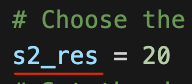 # Choose the
s2_res = 20